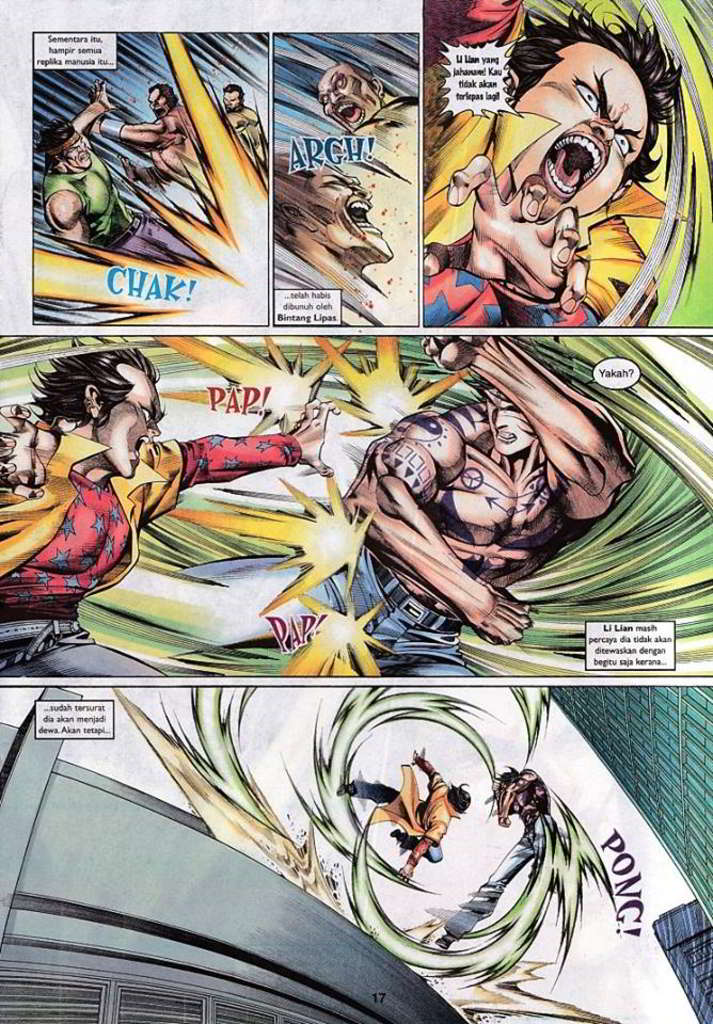 Sementara itu,
hampir semua
replika manusia itu...
CHAK!
ARGH!
...telah habis
dibunuh oleh
Bintang Lipas.
Li Lian yang
jahanam! Kau
tidak akan
terlepas lagi!
PAP!
Yakah?
PAP!
Li Lian masih
percaya dia tidak akan
ditewaskan dengan
begitu saja kerana...
...sudah tersurat
dia akan menjadi
dewa. Akan tetapi...
PONG!
17